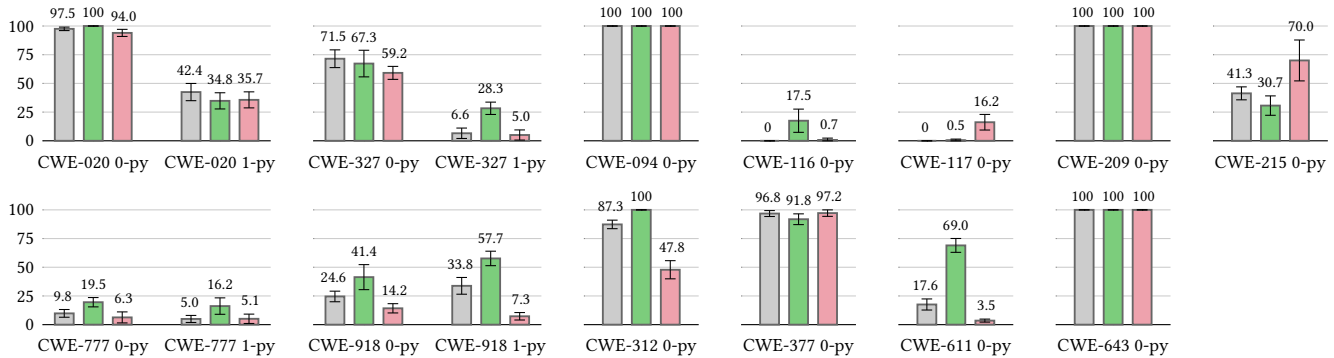 97.5 100 94.0 71.5 67.3 59.2 100 100 100 100 100 100 70.0
100
75 42.4 34.8 35.7 28.3 41.3 30.7
50 17.5 16.2
25 6.6 5.0 0 0.7 0 0.5
0
CWE-020 0-py CWE-020 1-py CWE-327 0-py CWE-327 1-py CWE-094 0-py CWE-116 0-py CWE-117 0-py CWE-209 0-py CWE-215 0-py
87.3 100 96.8 91.8 97.2 69.0 100 100 100
100
75 41.4 57.7 47.8
50 19.5 16.2 24.6 14.2 33.8 17.6
25 9.8 6.3 5.0 5.1 7.3 3.5
0
CWE-777 0-py CWE-777 1-py CWE-918 0-py CWE-918 1-py CWE-312 0-py CWE-377 0-py CWE-611 0-py CWE-643 0-py